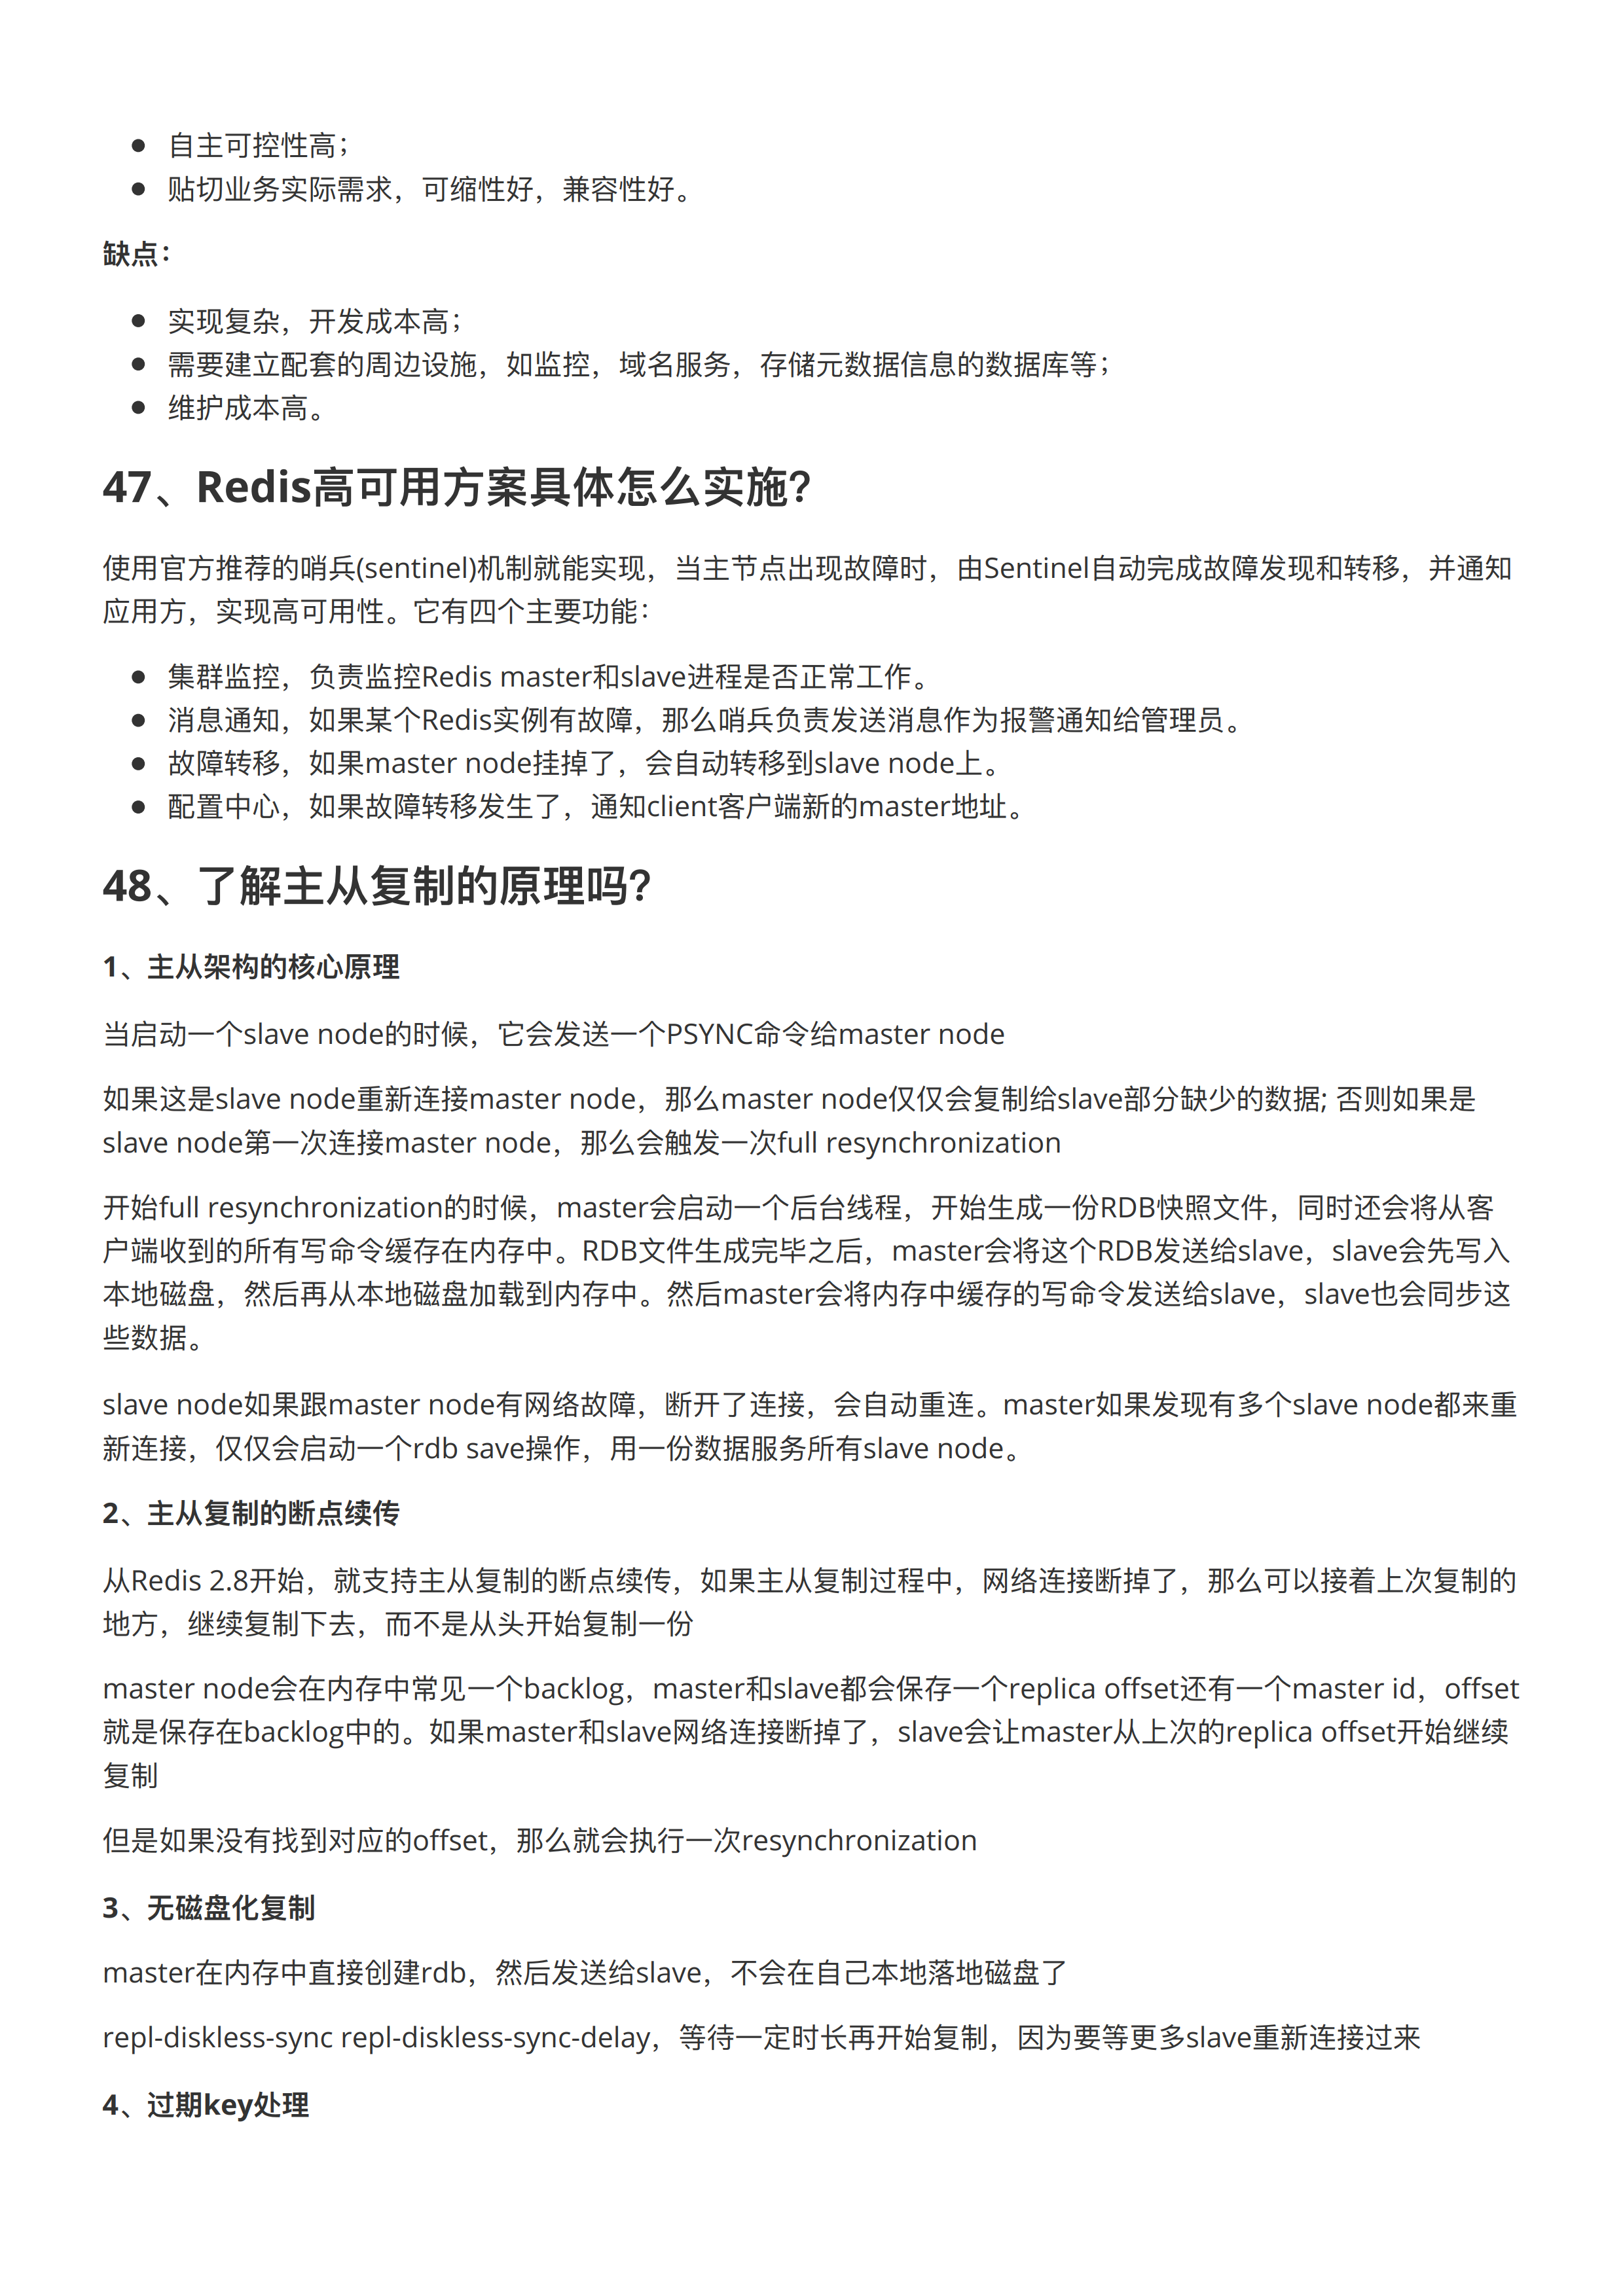 自主可控性高；
贴切业务实际需求，可缩性好，兼容性好。
缺点：
实现复杂，开发成本高；
需要建立配套的周边设施，如监控，域名服务，存储元数据信息的数据库等；
维护成本高。
47、Redis高可用方案具体怎么实施？
使用官方推荐的哨兵(sentinel)机制就能实现，当主节点出现故障时，由Sentinel自动完成故障发现和转移，并通知
应用方，实现高可用性。它有四个主要功能：
集群监控，负责监控Redis master和slave进程是否正常工作。
消息通知，如果某个Redis实例有故障，那么哨兵负责发送消息作为报警通知给管理员。
故障转移，如果master node挂掉了，会自动转移到slave node上。
配置中心，如果故障转移发生了，通知client客户端新的master地址。
48、了解主从复制的原理吗？
1、主从架构的核心原理
当启动一个slave node的时候，它会发送一个PSYNC命令给master node
如果这是slave node重新连接master node，那么master node仅仅会复制给slave部分缺少的数据; 否则如果是
slave node第一次连接master node，那么会触发一次full resynchronization
开始full resynchronization的时候，master会启动一个后台线程，开始生成一份RDB快照文件，同时还会将从客
户端收到的所有写命令缓存在内存中。RDB文件生成完毕之后，master会将这个RDB发送给slave，slave会先写入
本地磁盘，然后再从本地磁盘加载到内存中。然后master会将内存中缓存的写命令发送给slave，slave也会同步这
些数据。
slave node如果跟master node有网络故障，断开了连接，会自动重连。master如果发现有多个slave node都来重
新连接，仅仅会启动一个rdb save操作，用一份数据服务所有slave node。
2、主从复制的断点续传
从Redis 2.8开始，就支持主从复制的断点续传，如果主从复制过程中，网络连接断掉了，那么可以接着上次复制的
地方，继续复制下去，而不是从头开始复制一份
master node会在内存中常见一个backlog，master和slave都会保存一个replica offset还有一个master id，offset
就是保存在backlog中的。如果master和slave网络连接断掉了，slave会让master从上次的replica offset开始继续
复制
但是如果没有找到对应的offset，那么就会执行一次resynchronization
3、无磁盘化复制
master在内存中直接创建rdb，然后发送给slave，不会在自己本地落地磁盘了
repl-diskless-sync repl-diskless-sync-delay，等待一定时长再开始复制，因为要等更多slave重新连接过来
4、过期key处理